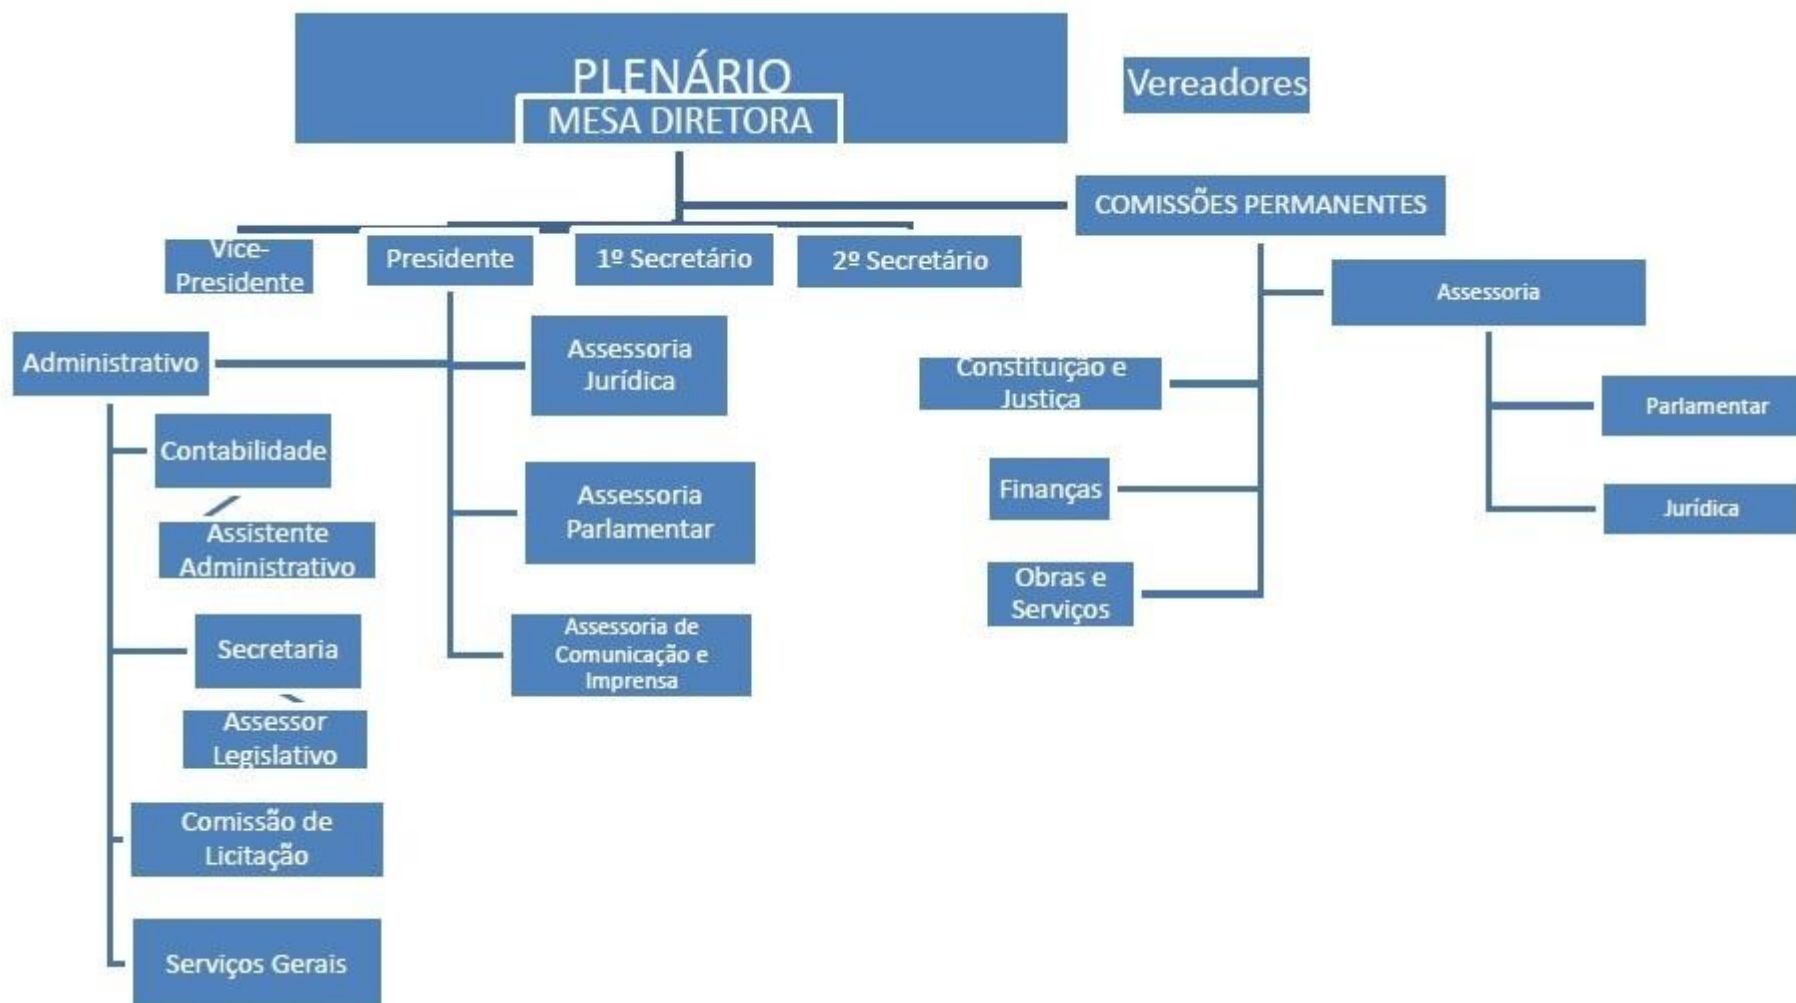 PLENÁRIO
MESA DIRETORA
Vereadores
COMISSÕES PERMANENTES
Vice-
Presidente
Presidente
1º Secretário
2º Secretário
Assessoria
Administrativo
Assessoria
Jurídica
Constituição e
Justiça
Parlamentar
Contabilidade
Assessoria
Parlamentar
Finanças
Jurídica
Assistente
Administrativo
Obras e
Serviços
Secretaria
Assessoria de
Comunicação e
Imprensa
Assessor
Legislativo
Comissão de
Licitação
Serviços Gerais